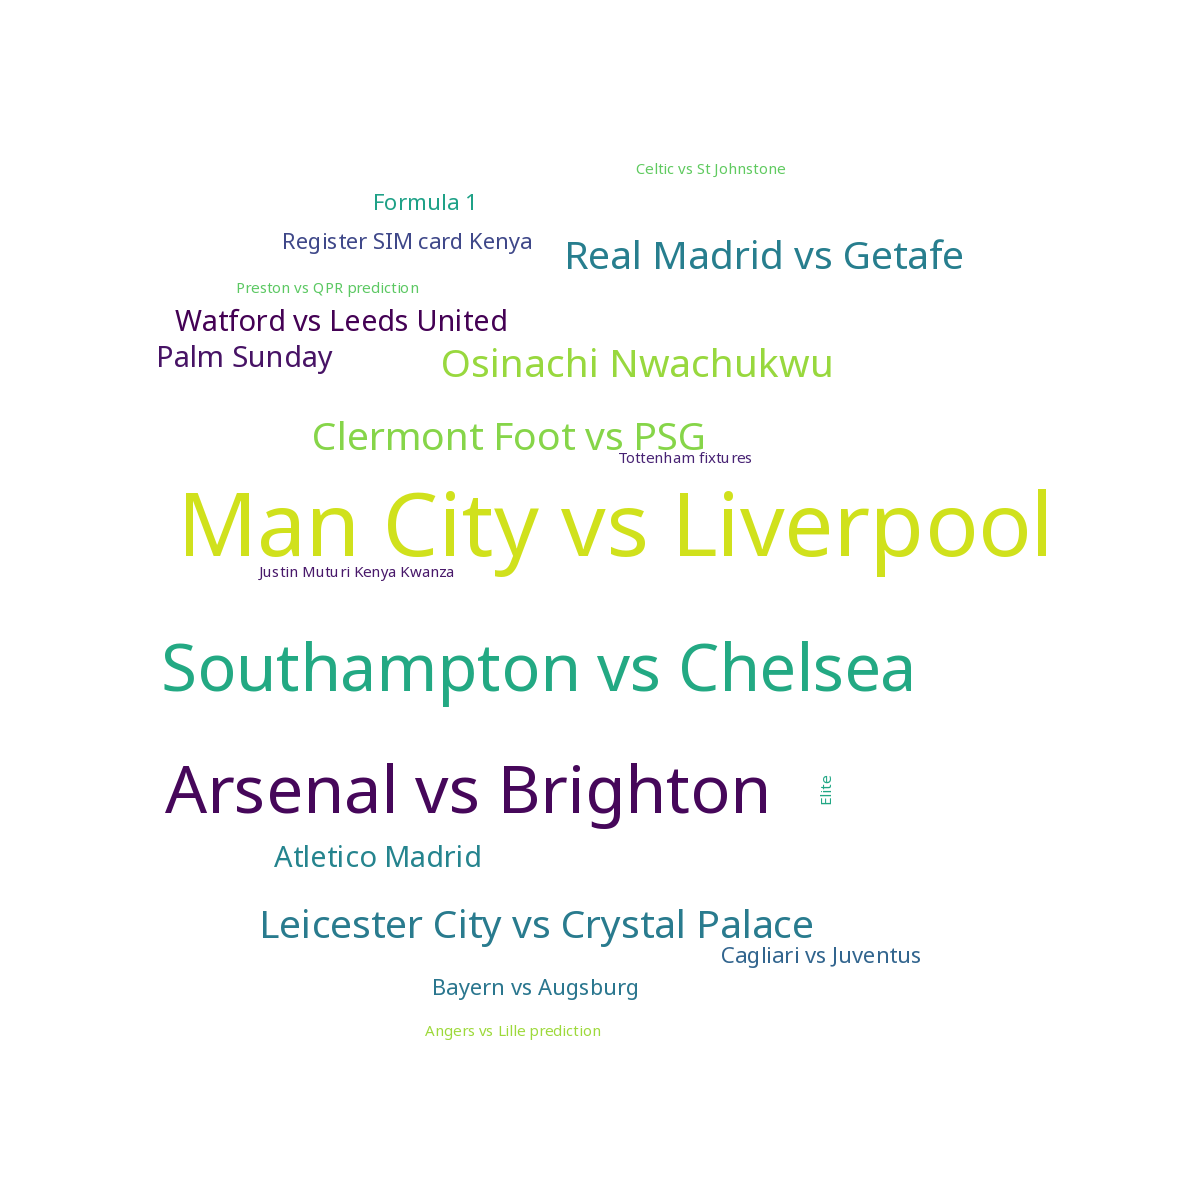 Celtic vs St Johnstone
Formula 1
Register SIM card Kenya
Real Madrid vs Getafe
Preston vs QPR prediction
Watford vs Leeds United
Palm Sunday
Osinachi Nwachukwu
Clermont Foot vs PSG
Tottenham fixtures
Man City vs Liverpool
Justin Muturi Kenya Kwanza
Southampton vs Chelsea
Arsenal vs Brighton
Elite
Atletico Madrid
Leicester City vs Crystal Palace
Cagliari vs Juventus
Bayern vs Augsburg
Angers vs Lille prediction